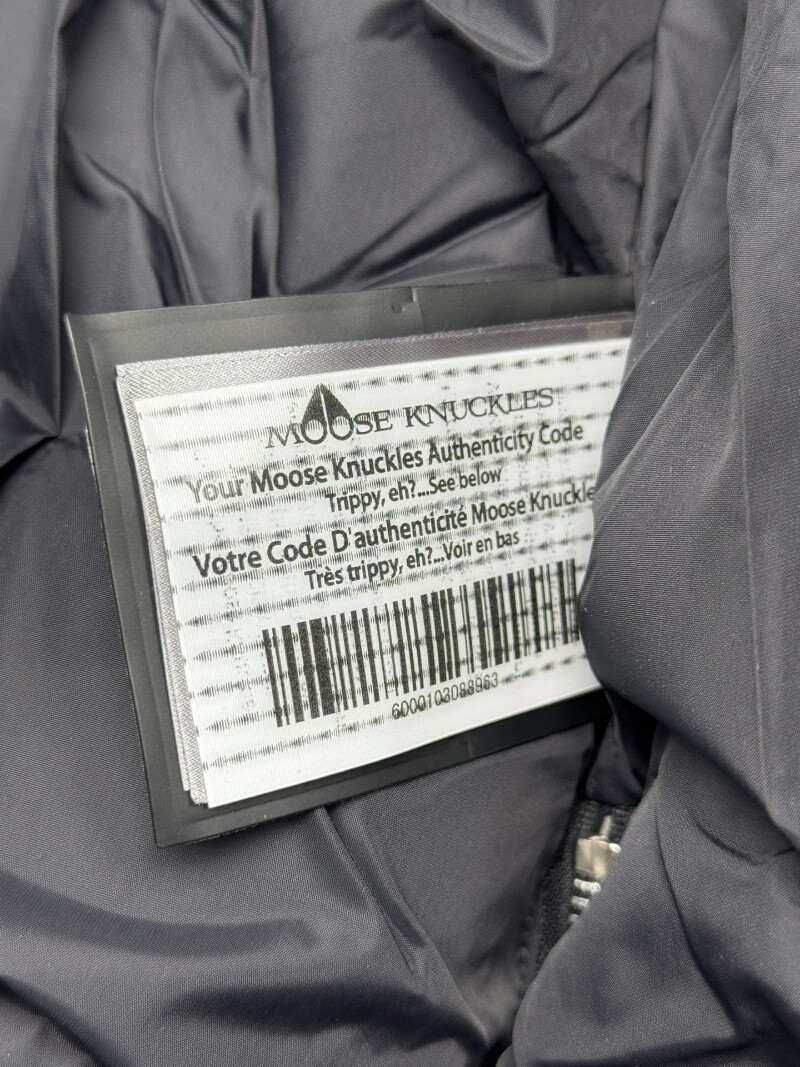 MOOSE KNUCKLES
Your Moose Knuckles Authenticity Code
Trippy, eh?...See below
Votre Code D'authenticité Moose Knuckle
Très trippy, eh?...Voir en bas
6000103088963